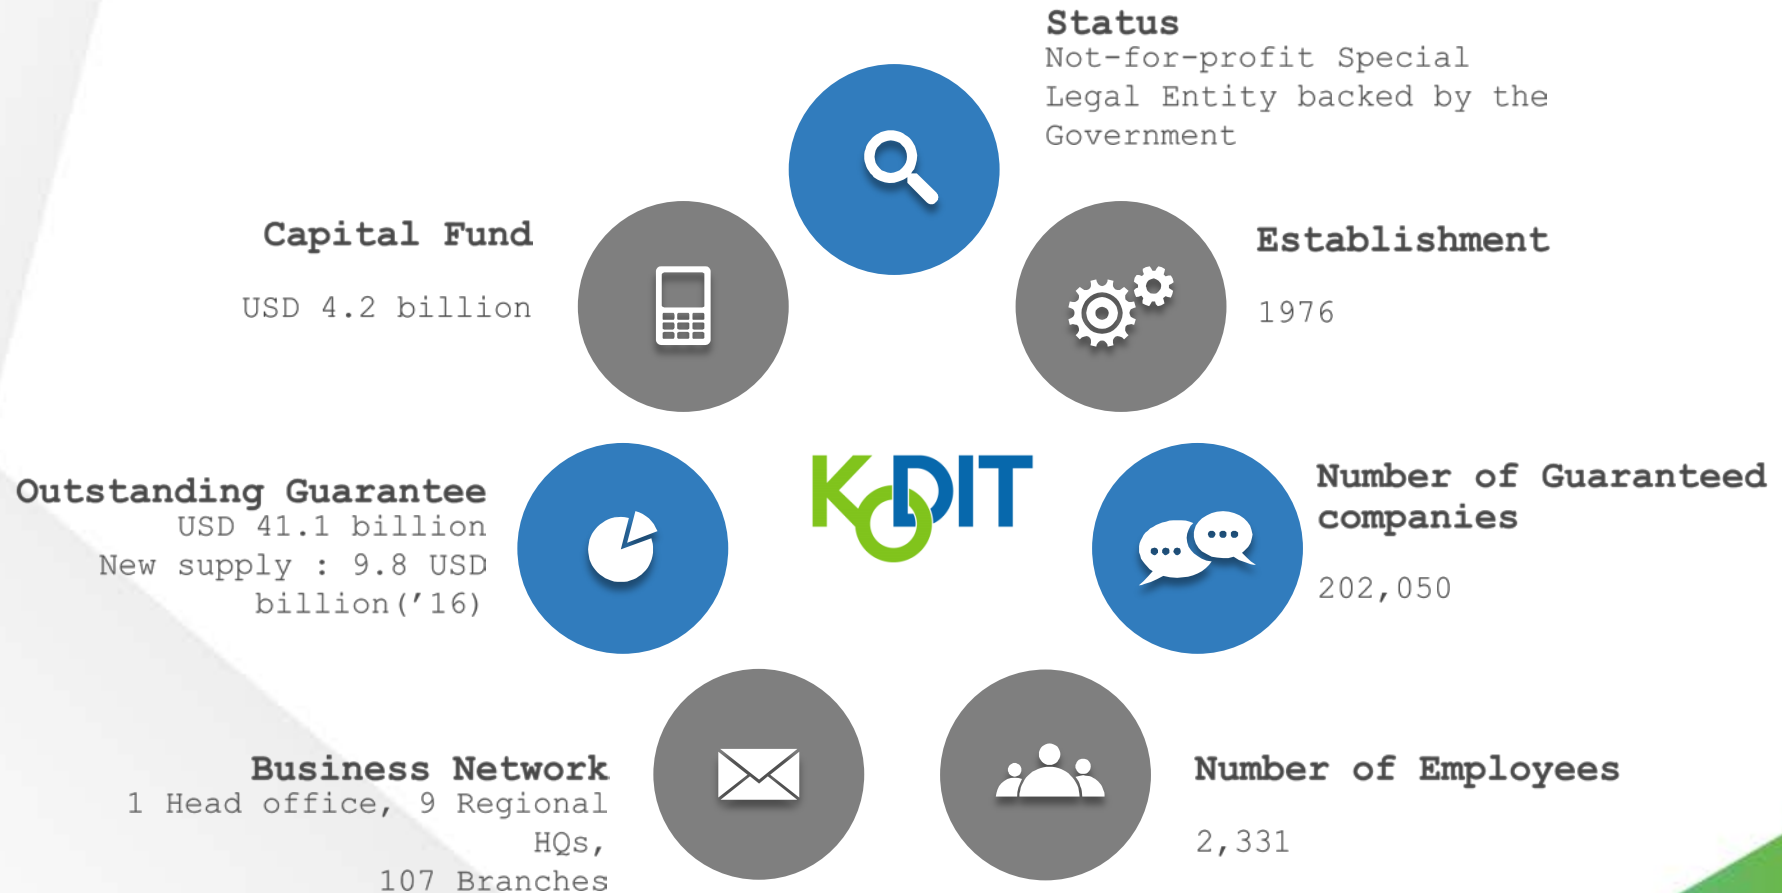 Status
Not-for-profit Special
Legal Entity backed by the
Government
Capital Fund
USD 4.2 billion
Establishment
1976
Outstanding Guarantee
USD 41.1 billion
New supply : 9.8 USD
billion(’16)
KODIT
Number of Guaranteed
companies
202,050
Business Network
1 Head office, 9 Regional
HQs,
107 Branches
Number of Employees
2,331